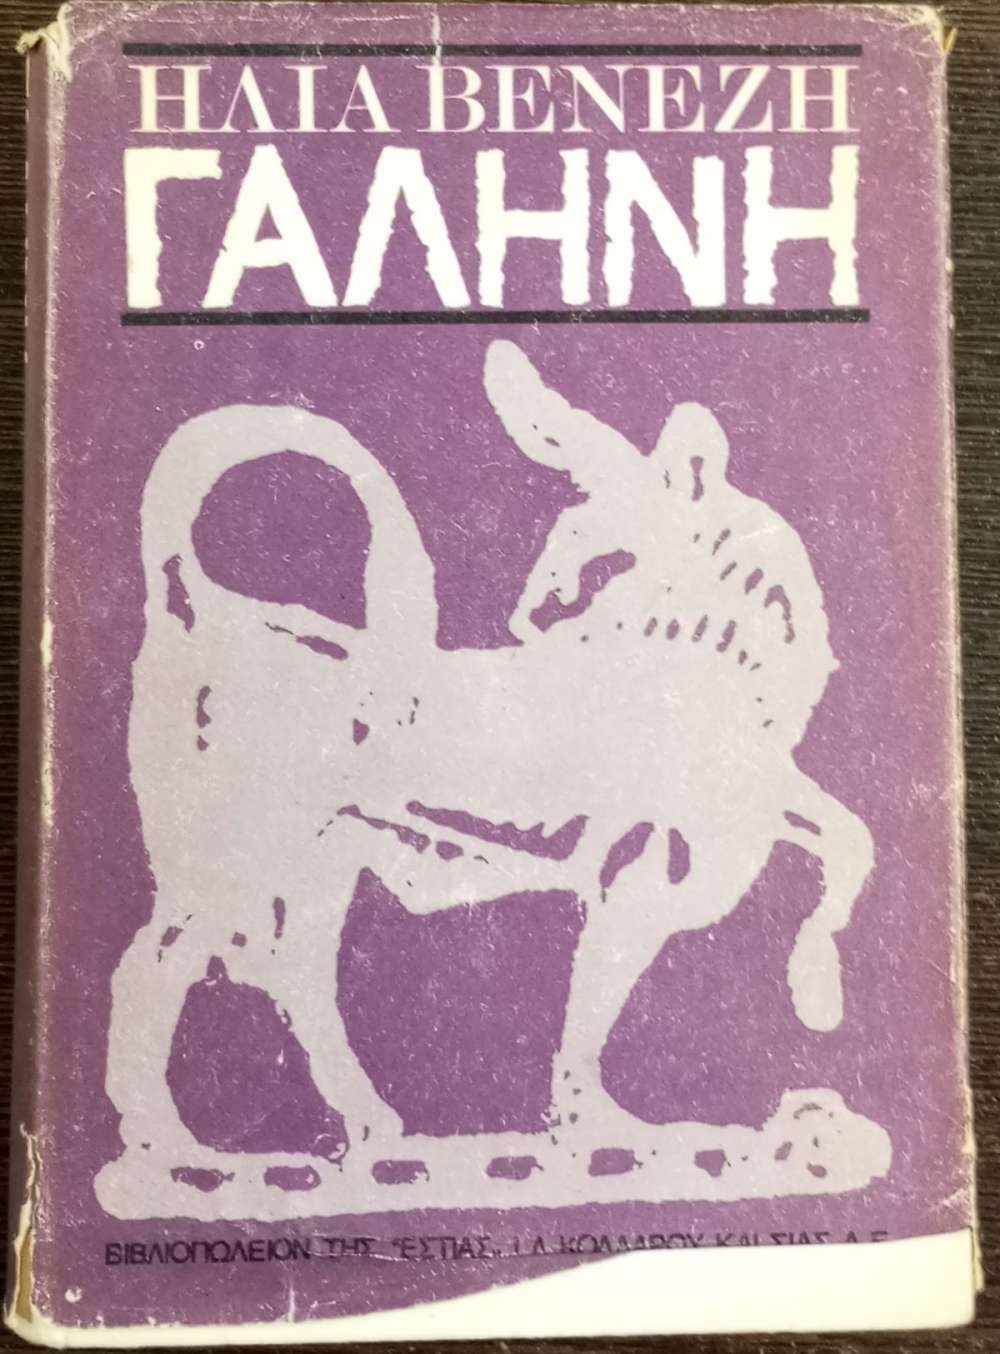 ΗΛΙΑ ΒΕΝΕΖΗ
ΓΑΛΗΝΗ
ΒΙΒΛΙΟΠΩΛΕΙΟΝ ΤΗΣ "ΕΣΤΙΑΣ„ Ι.Δ. ΚΟΛΛΑΡΟΥ ΚΑΙ ΣΙΑΣ Α.Ε.